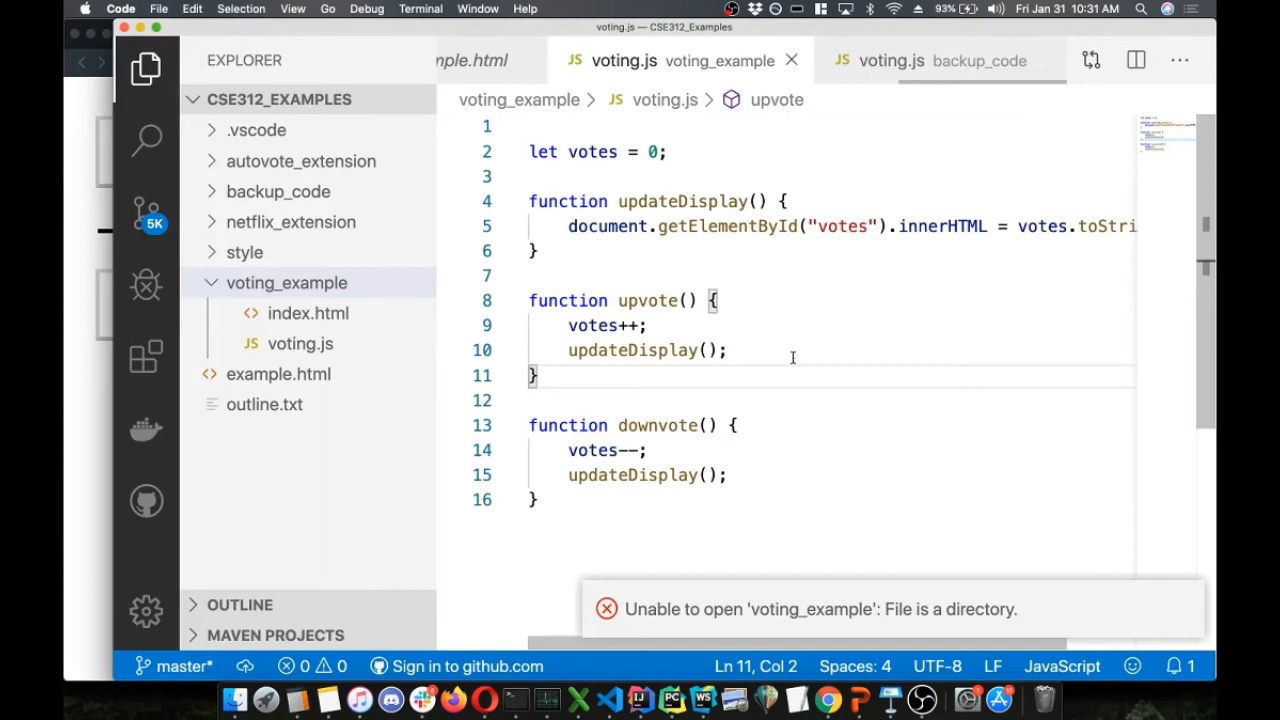 Code File Edit Selection View Go Debug Terminal Window Help 93% Fri Jan 31 10:31 AM
voting.js — CSE312_Examples
EXPLORER
mple.html JS voting.js voting_example JS voting.js backup_code
CSE312_EXAMPLES
voting_example > JS voting.js > upvote
.vscode
autovote_extension
backup_code
netflix_extension
style
voting_example
index.html
JS voting.js
example.html
outline.txt
OUTLINE
MAVEN PROJECTS
5K
1
2 let votes = 0;
3
4 function updateDisplay() {
5 document.getElementById("votes").innerHTML = votes.toStri
6 }
7
8 function upvote() {
9 votes++;
10 updateDisplay();
11 }
12
13 function downvote() {
14 votes--;
15 updateDisplay();
16 }
Unable to open 'voting_example': File is a directory.
master* 0 0 Sign in to github.com Ln 11, Col 2 Spaces: 4 UTF-8 LF JavaScript 1